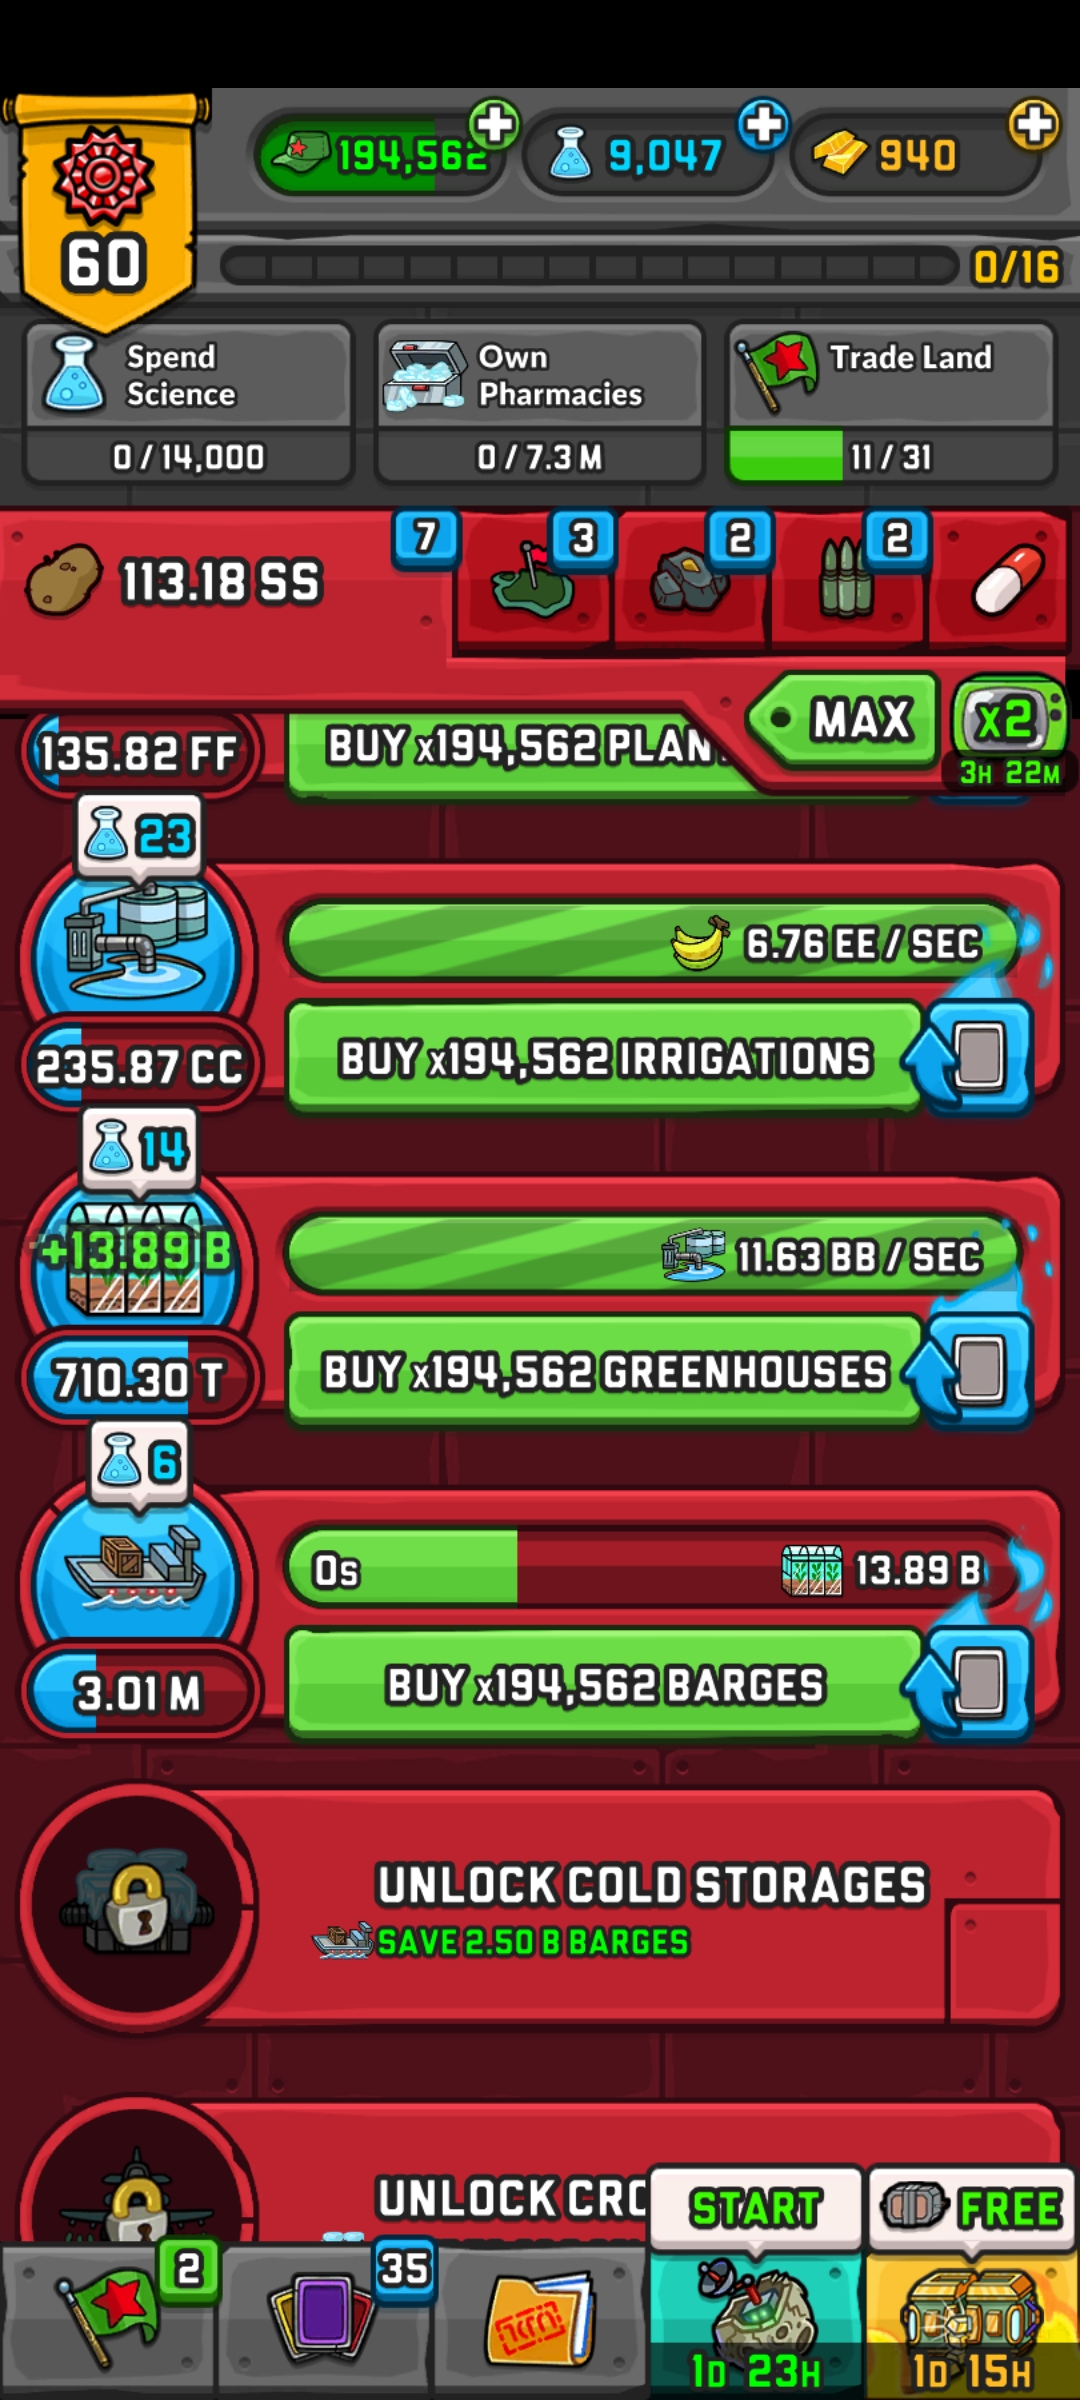 194,562
9,047
940
60
0/16
Spend
Science
0 / 14,000
Own
Pharmacies
0 / 7.3 M
Trade Land
11 / 31
113.18 SS
7
3
2
2
MAX
x2
3H 22M
135.82 FF
BUY x194,562
23
6.76 EE / SEC
235.87 CC
BUY x194,562 IRRIGATIONS
14
+13.89 B
11.63 BB / SEC
710.30 T
BUY x194,562 GREENHOUSES
6
0s
13.89 B
3.01 M
BUY x194,562 BARGES
UNLOCK COLD STORAGES
SAVE 2.50 B BARGES
UNLOCK
START
FREE
2
35
1D 23H
1D 15H